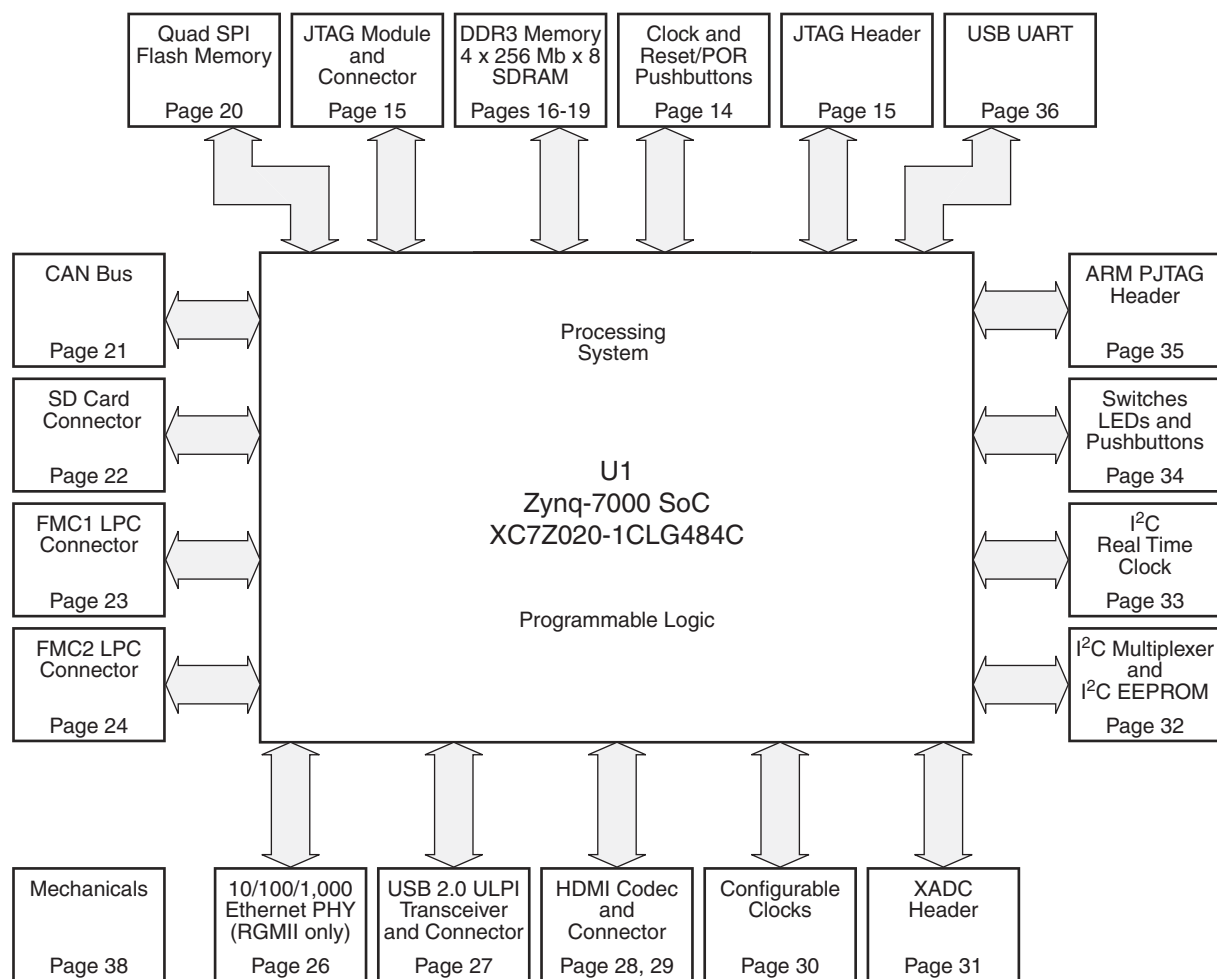 Quad SPI
Flash Memory
Page 20
JTAG Module
and
Connector
Page 15
DDR3 Memory
4 x 256 Mb x 8
SDRAM
Pages 16-19
Clock and
Reset/POR
Pushbuttons
Page 14
JTAG Header
Page 15
USB UART
Page 36
CAN Bus
Page 21
SD Card
Connector
Page 22
FMC1 LPC
Connector
Page 23
FMC2 LPC
Connector
Page 24
Processing
System
U1
Zynq-7000 SoC
XC7Z020-1CLG484C
Programmable Logic
ARM PJTAG
Header
Page 35
Switches
LEDs and
Pushbuttons
Page 34
I²C
Real Time
Clock
Page 33
I²C Multiplexer
and
I²C EEPROM
Page 32
Mechanicals
Page 38
10/100/1,000
Ethernet PHY
(RGMII only)
Page 26
USB 2.0 ULPI
Transceiver
and Connector
Page 27
HDMI Codec
and
Connector
Page 28, 29
Configurable
Clocks
Page 30
XADC
Header
Page 31